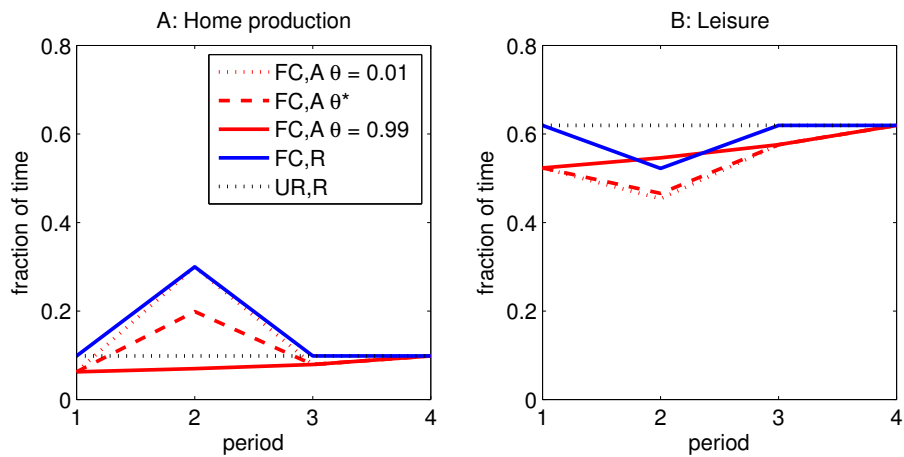 A: Home production
fraction of time
0.8
0.6
0.4
0.2
0
FC,A θ = 0.01
FC,A θ*
FC,A θ = 0.99
FC,R
UR,R
1 2 3 4
period
B: Leisure
fraction of time
0.8
0.6
0.4
0.2
0
1 2 3 4
period